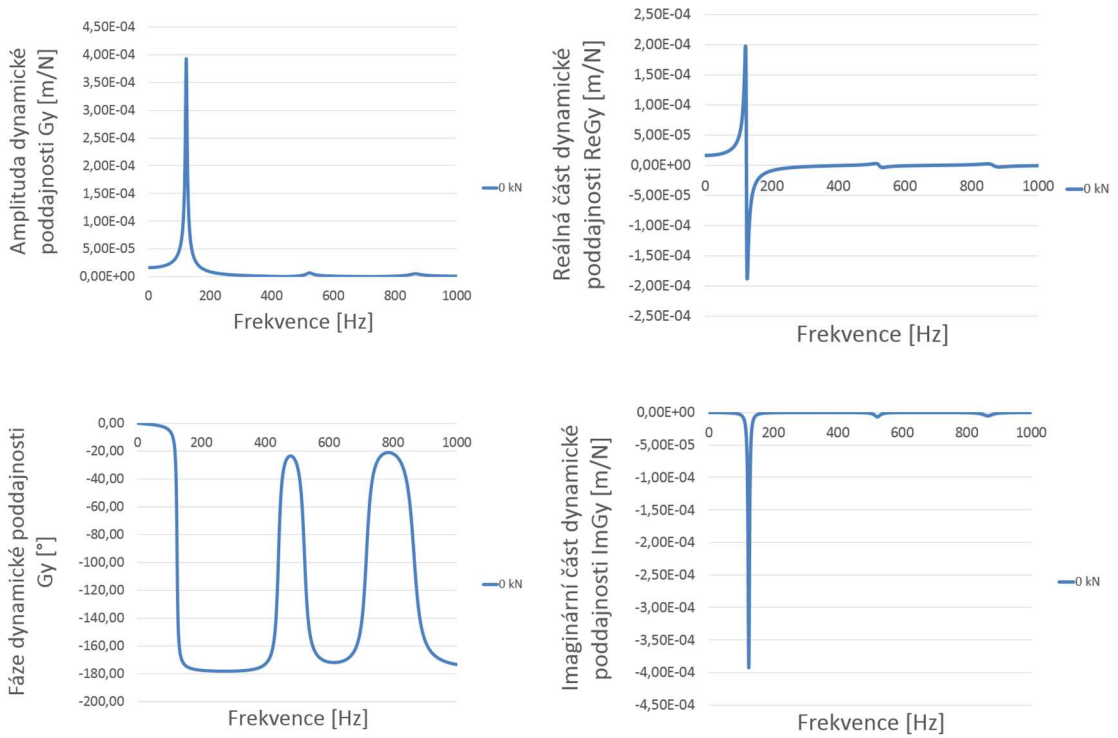 Amplituda dynamické
poddajnosti Gy [m/N]
4,50E-04
4,00E-04
3,50E-04
3,00E-04
2,50E-04
2,00E-04
1,50E-04
1,00E-04
5,00E-05
0,00E+00
0 200 400 600 800 1000
Frekvence [Hz]
0 kN
Reálná část dynamické
poddajnosti ReGy [m/N]
2,50E-04
2,00E-04
1,50E-04
1,00E-04
5,00E-05
0,00E+00
-5,00E-05
-1,00E-04
-1,50E-04
-2,00E-04
-2,50E-04
0 200 400 600 800 1000
Frekvence [Hz]
0 kN
Fáze dynamické poddajnosti
Gy [°]
0,00
-20,00
-40,00
-60,00
-80,00
-100,00
-120,00
-140,00
-160,00
-180,00
-200,00
0 200 400 600 800 1000
Frekvence [Hz]
0 kN
Imaginární část dynamické
poddajnosti ImGy [m/N]
0,00E+00
-5,00E-05
-1,00E-04
-1,50E-04
-2,00E-04
-2,50E-04
-3,00E-04
-3,50E-04
-4,00E-04
-4,50E-04
0 200 400 600 800 1000
Frekvence [Hz]
0 kN